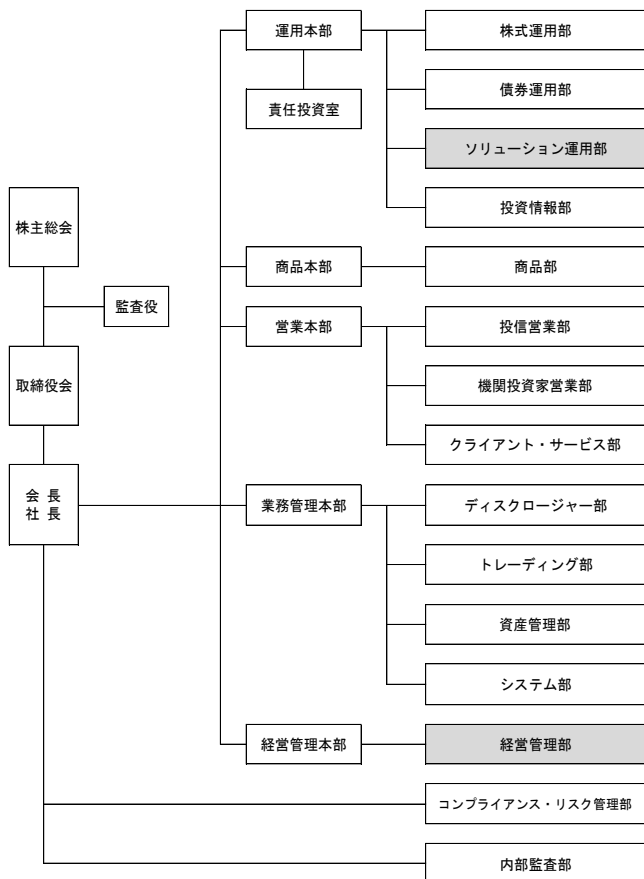 株主総会
監査役
取締役会
会 長
社 長
運用本部
責任投資室
株式運用部
債券運用部
ソリューション運用部
投資情報部
商品本部
商品部
営業本部
投信営業部
機関投資家営業部
クライアント・サービス部
業務管理本部
ディスクロージャー部
トレーディング部
資産管理部
システム部
経営管理本部
経営管理部
コンプライアンス・リスク管理部
内部監査部